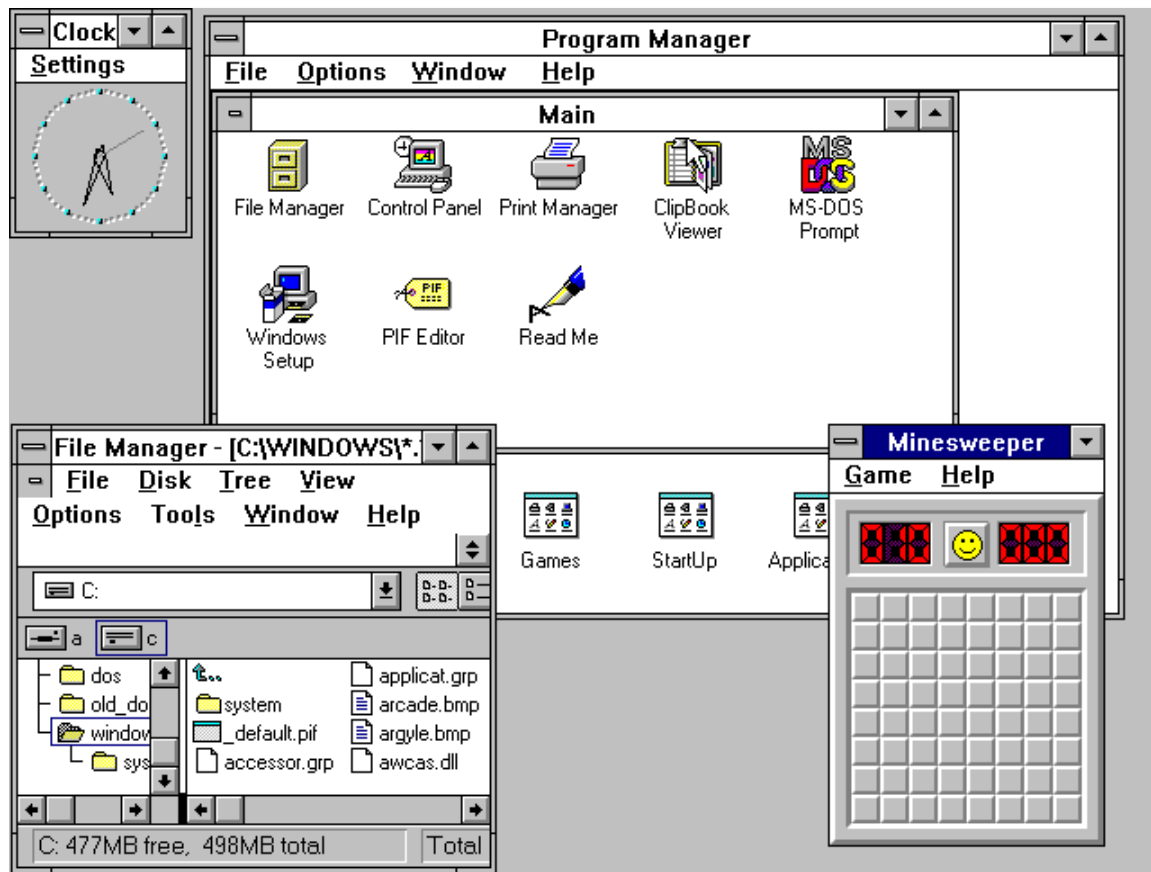 Clock
Settings
Program Manager
File Options Window Help
Main
File Manager
Control Panel
Print Manager
ClipBook
Viewer
MS-DOS
Prompt
Windows
Setup
PIF
PIF Editor
Read Me
File Manager - [C:\WINDOWS\*.
File Disk Tree View
Options Tools Window Help
C:
a c
dos
old_do
window
sys
system
_default.pif
accessor.grp
applicat.grp
arcade.bmp
argyle.bmp
awcas.dll
C: 477MB free, 498MB total
Total
Games
StartUp
Applica
Minesweeper
Game Help